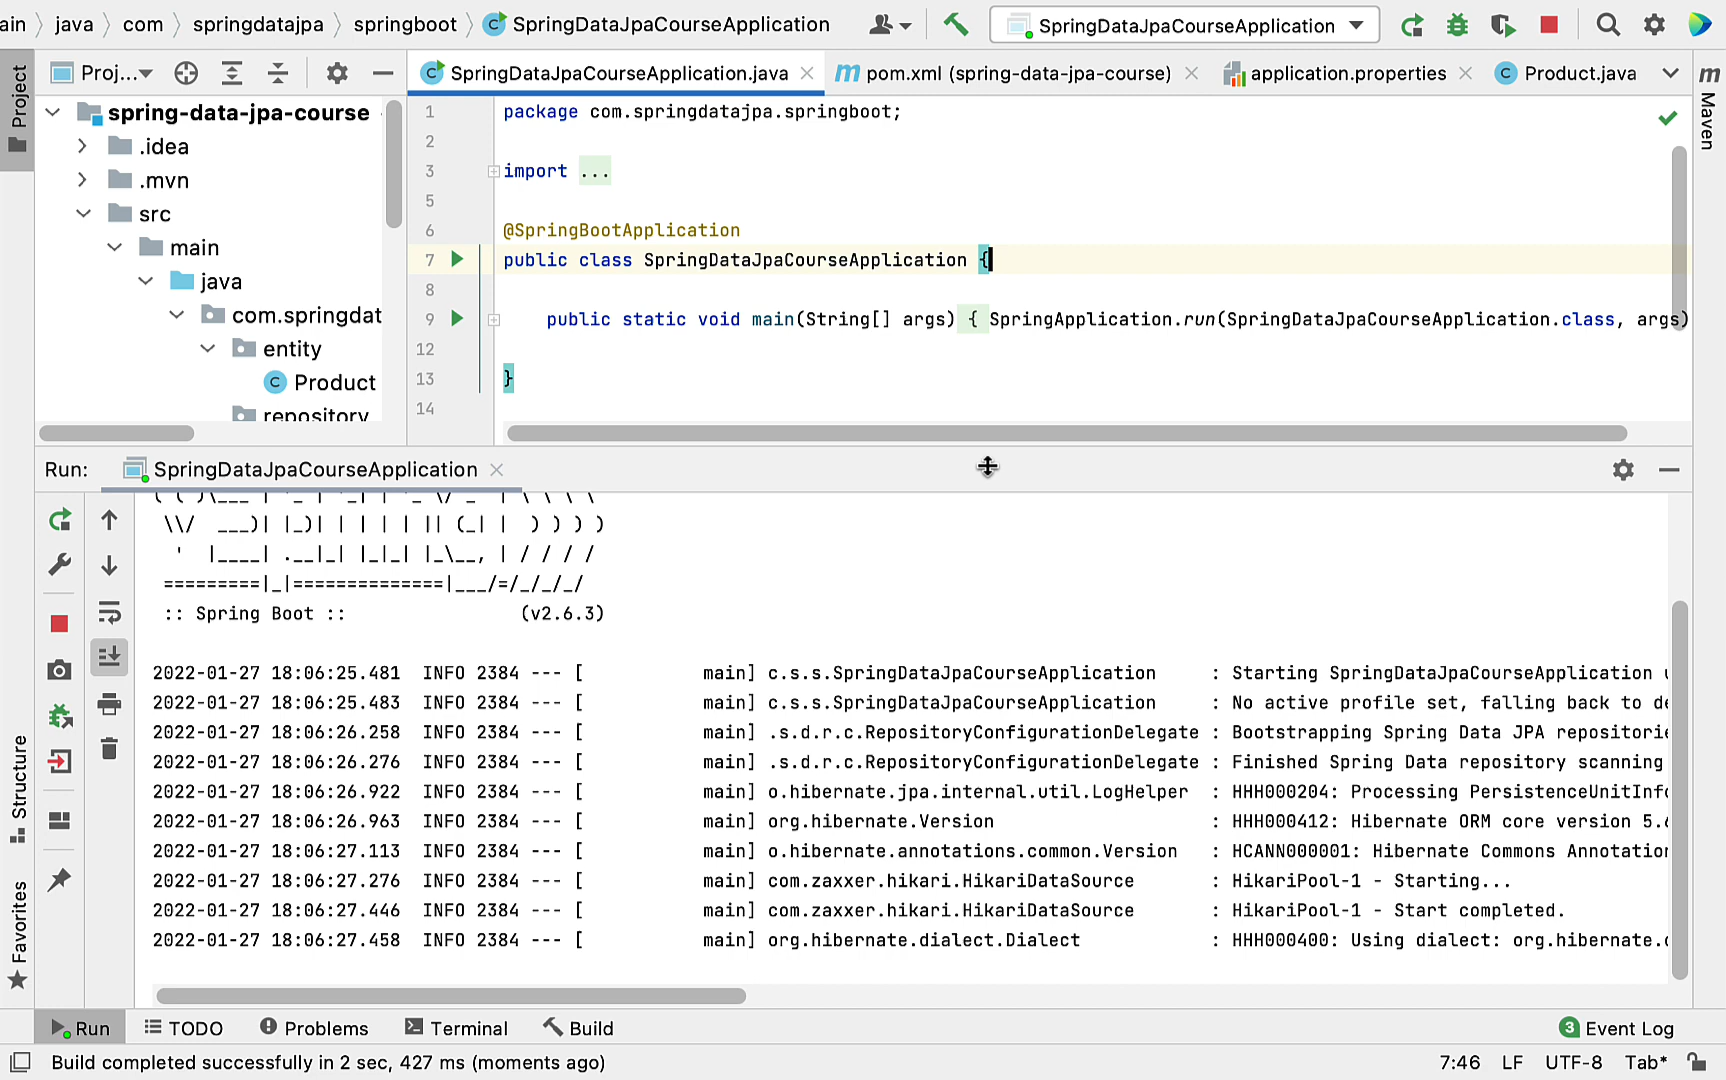 ain java com springdatajpa springboot SpringDataJpaCourseApplication SpringDataJpaCourseApplication
Project
Proj...
SpringDataJpaCourseApplication.java pom.xml (spring-data-jpa-course) application.properties Product.java
Maven
spring-data-jpa-course
.idea
.mvn
src
main
java
com.springdat
entity
Product
repository
1 package com.springdatajpa.springboot;
2
3 import ...
5
6 @SpringBootApplication
7 public class SpringDataJpaCourseApplication {
8
9 public static void main(String[] args) { SpringApplication.run(SpringDataJpaCourseApplication.class, args)
12
13 }
14
Run: SpringDataJpaCourseApplication
( ( )\___ | '_ | '_| | '_ \/ _` | \ \ \ \
\\/  ___)| |_)| | | | | || (_| |  ) ) ) )
'  |____| .__|_| |_|_| |_\__, | / / / /
=========|_|==============|___/=/_/_/_/
:: Spring Boot :: (v2.6.3)
2022-01-27 18:06:25.481 INFO 2384 --- [ main] c.s.s.SpringDataJpaCourseApplication : Starting SpringDataJpaCourseApplication u
2022-01-27 18:06:25.483 INFO 2384 --- [ main] c.s.s.SpringDataJpaCourseApplication : No active profile set, falling back to de
2022-01-27 18:06:26.258 INFO 2384 --- [ main] .s.d.r.c.RepositoryConfigurationDelegate : Bootstrapping Spring Data JPA repositorie
2022-01-27 18:06:26.276 INFO 2384 --- [ main] .s.d.r.c.RepositoryConfigurationDelegate : Finished Spring Data repository scanning
2022-01-27 18:06:26.922 INFO 2384 --- [ main] o.hibernate.jpa.internal.util.LogHelper : HHH000204: Processing PersistenceUnitInfo
2022-01-27 18:06:26.963 INFO 2384 --- [ main] org.hibernate.Version : HHH000412: Hibernate ORM core version 5.6
2022-01-27 18:06:27.113 INFO 2384 --- [ main] o.hibernate.annotations.common.Version : HCANN000001: Hibernate Commons Annotation
2022-01-27 18:06:27.276 INFO 2384 --- [ main] com.zaxxer.hikari.HikariDataSource : HikariPool-1 - Starting...
2022-01-27 18:06:27.446 INFO 2384 --- [ main] com.zaxxer.hikari.HikariDataSource : HikariPool-1 - Start completed.
2022-01-27 18:06:27.458 INFO 2384 --- [ main] org.hibernate.dialect.Dialect : HHH000400: Using dialect: org.hibernate.d
Structure
Favorites
Run TODO Problems Terminal Build 3 Event Log
Build completed successfully in 2 sec, 427 ms (moments ago) 7:46 LF UTF-8 Tab*